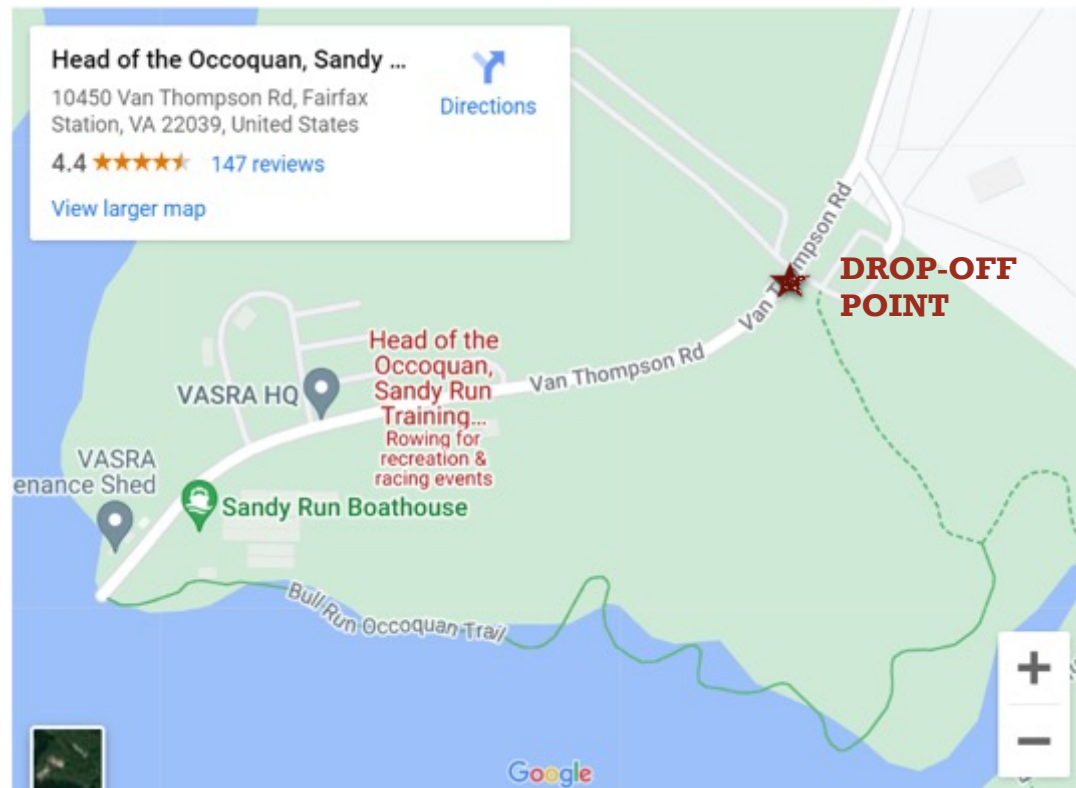 Head of the Occoquan, Sandy ...
10450 Van Thompson Rd, Fairfax
Station, VA 22039, United States
4.4
147 reviews
View larger map
Directions
Van Thompson Rd
DROP-OFF
POINT
Van Thompson Rd
Head of the
Occoquan,
Sandy Run
Training...
Rowing for
recreation &
racing events
VASRA HQ
VASRA
enance Shed
Sandy Run Boathouse
Bull Run Occoquan Trail
+
−
Google